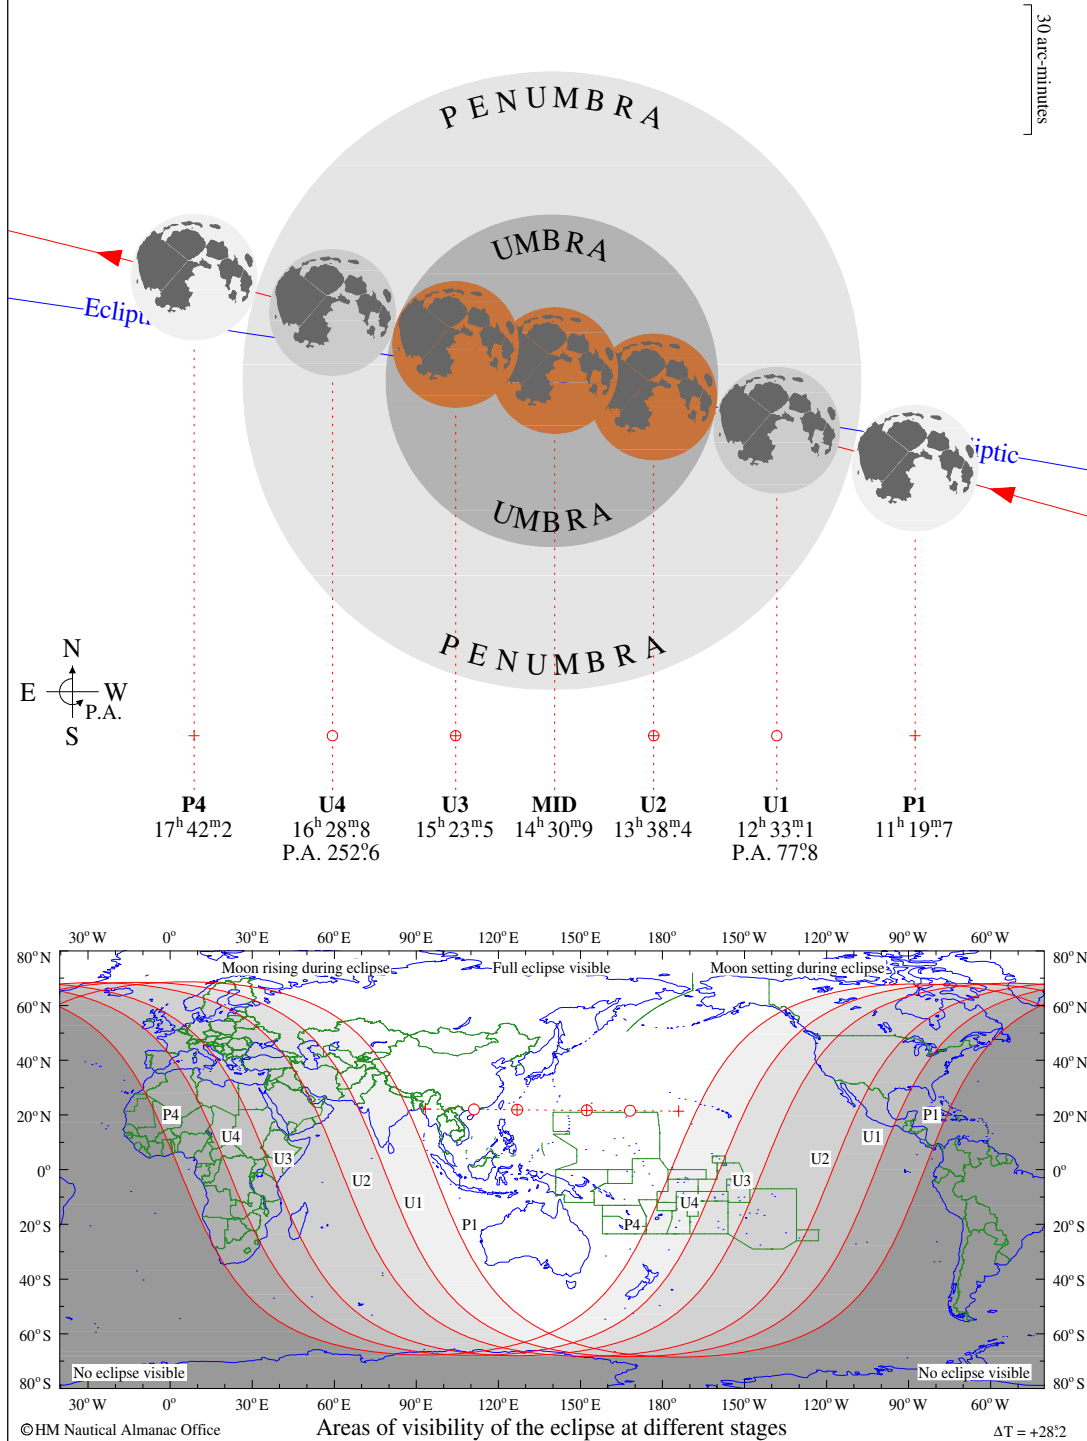 30 arc-minutes
PENUMBRA
UMBRA
Eclipt
iptic
UMBRA
PENUMBRA
N
E W
P.A.
S
P4 U4 U3 MID U2 U1 P1
17ʰ 42ᵐ.2 16ʰ 28ᵐ.8 15ʰ 23ᵐ.5 14ʰ 30ᵐ.9 13ʰ 38ᵐ.4 12ʰ 33ᵐ.1 11ʰ 19ᵐ.7
P.A. 252°.6 P.A. 77°.8
30°W 0° 30°E 60°E 90°E 120°E 150°E 180° 150°W 120°W 90°W 60°W
80°N 80°N
Moon rising during eclipse Full eclipse visible Moon setting during eclipse
60°N 60°N
40°N 40°N
20°N 20°N
P4 P1
U4 U1
U3 U2
0° 0°
U2 U3
U1 U4
P1 P4
20°S 20°S
40°S 40°S
60°S 60°S
No eclipse visible No eclipse visible
80°S 80°S
30°W 0° 30°E 60°E 90°E 120°E 150°E 180° 150°W 120°W 90°W 60°W
©HM Nautical Almanac Office Areas of visibility of the eclipse at different stages ΔT = +28ˢ.2